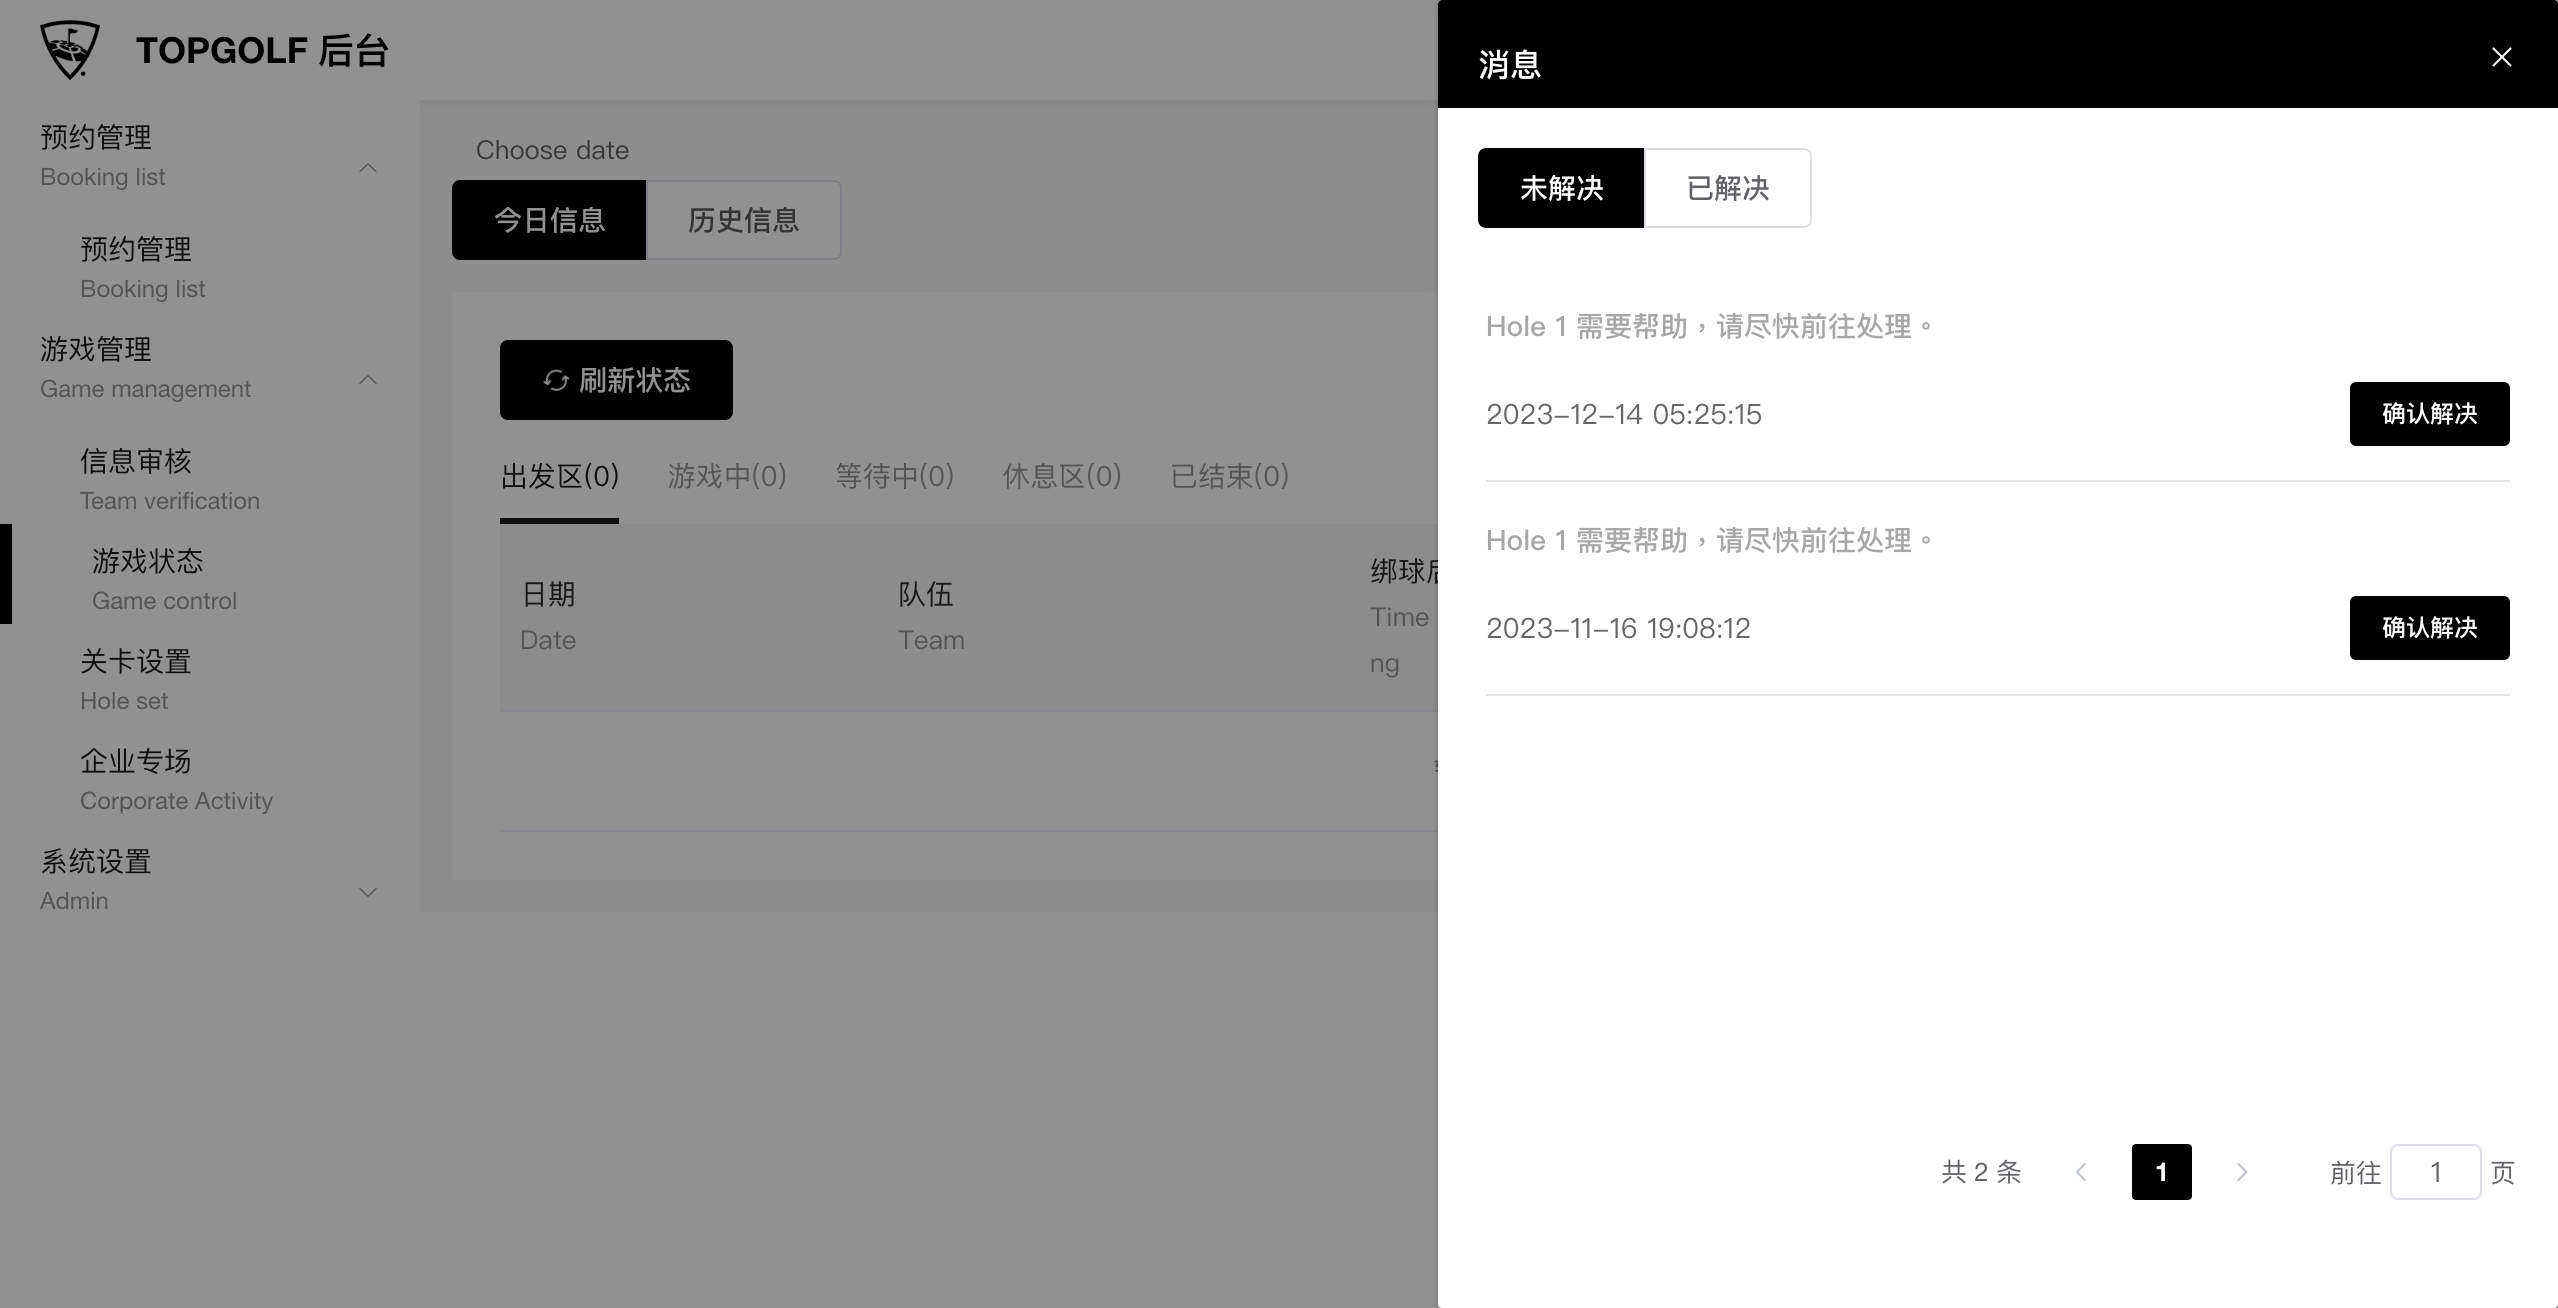 TOPGOLF 后台
预约管理
Booking list
预约管理
Booking list
游戏管理
Game management
信息审核
Team verification
游戏状态
Game control
关卡设置
Hole set
企业专场
Corporate Activity
系统设置
Admin
Choose date
今日信息
历史信息
刷新状态
出发区(0)
游戏中(0)
等待中(0)
休息区(0)
已结束(0)
日期
Date
队伍
Team
绑球后
Time
ng
消息
未解决
已解决
Hole 1 需要帮助，请尽快前往处理。
2023-12-14 05:25:15
确认解决
Hole 1 需要帮助，请尽快前往处理。
2023-11-16 19:08:12
确认解决
共 2 条
1
前往 1 页